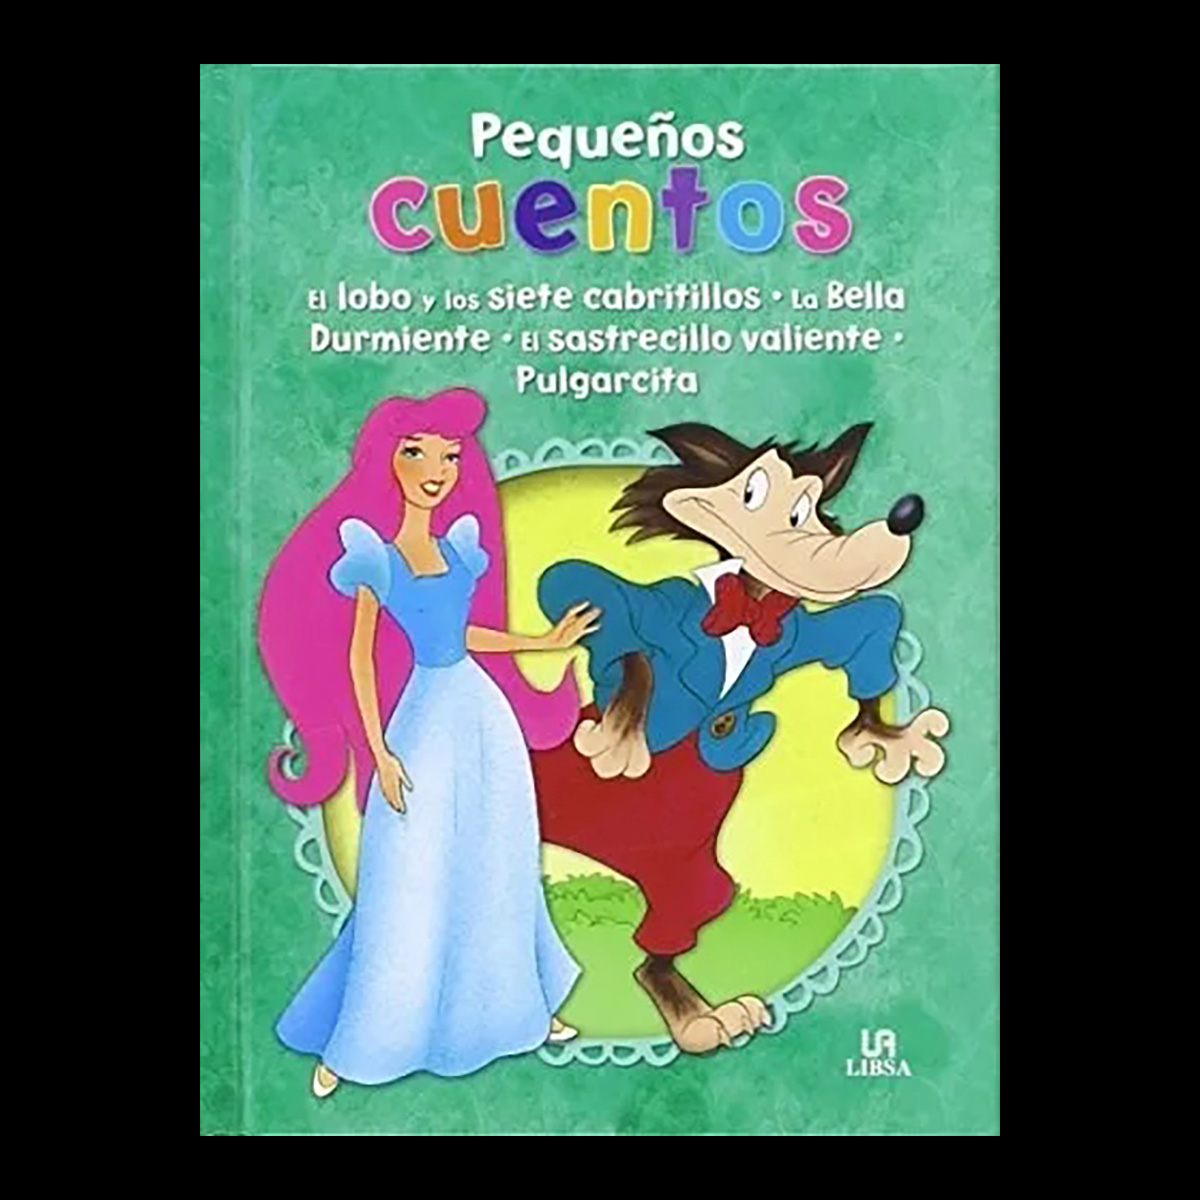 Pequeños
cuentos
El lobo y los siete cabritillos • La Bella
Durmiente • El sastrecillo valiente •
Pulgarcita
LA
LIBSA